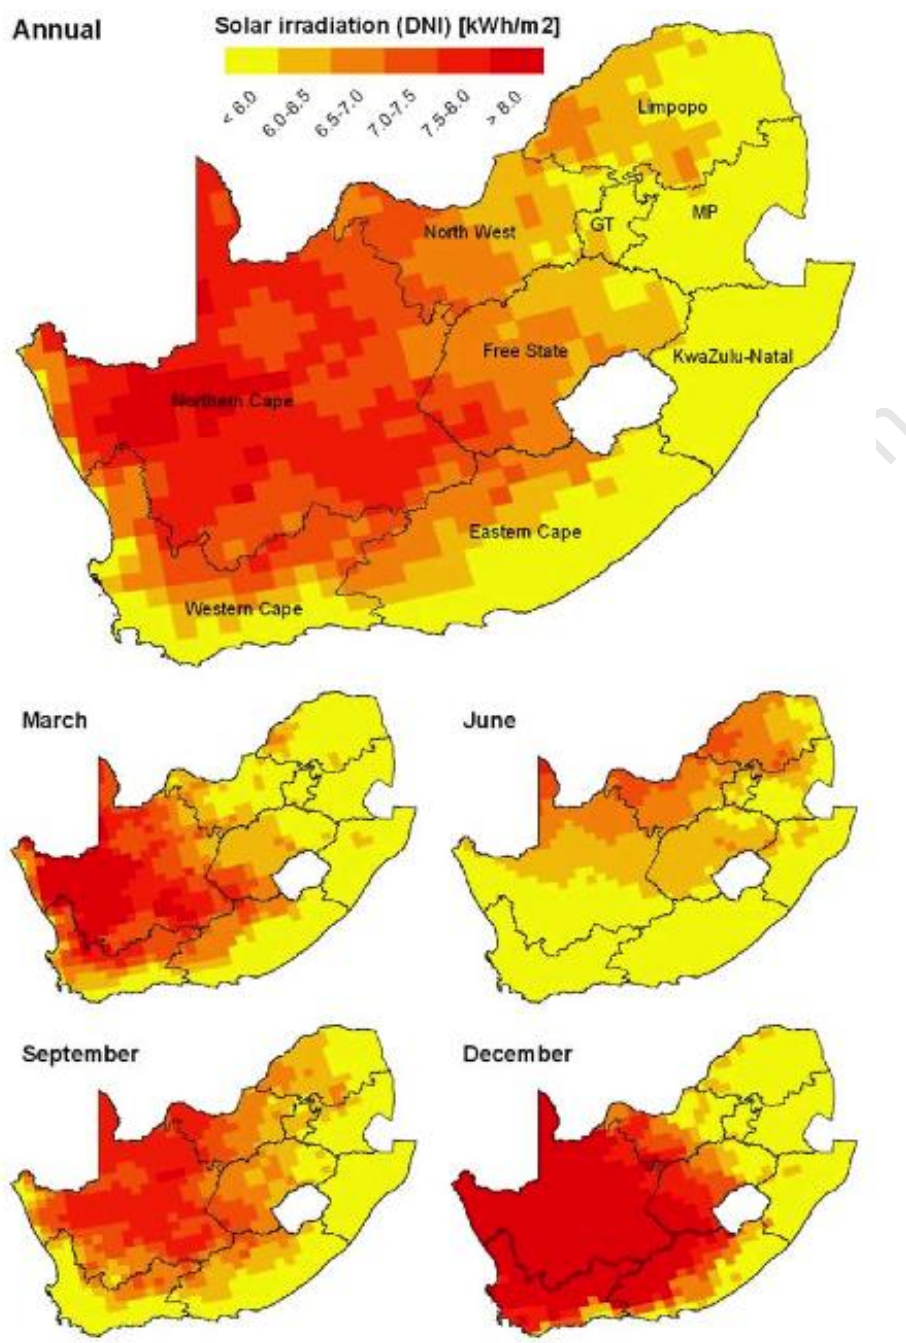 Annual
Solar irradiation (DNI) [kWh/m2]
< 6.0
6.0-6.5
6.5-7.0
7.0-7.5
7.5-8.0
> 8.0
Limpopo
MP
GT
North West
Free State
KwaZulu-Natal
Northern Cape
Eastern Cape
Western Cape
March
June
September
December